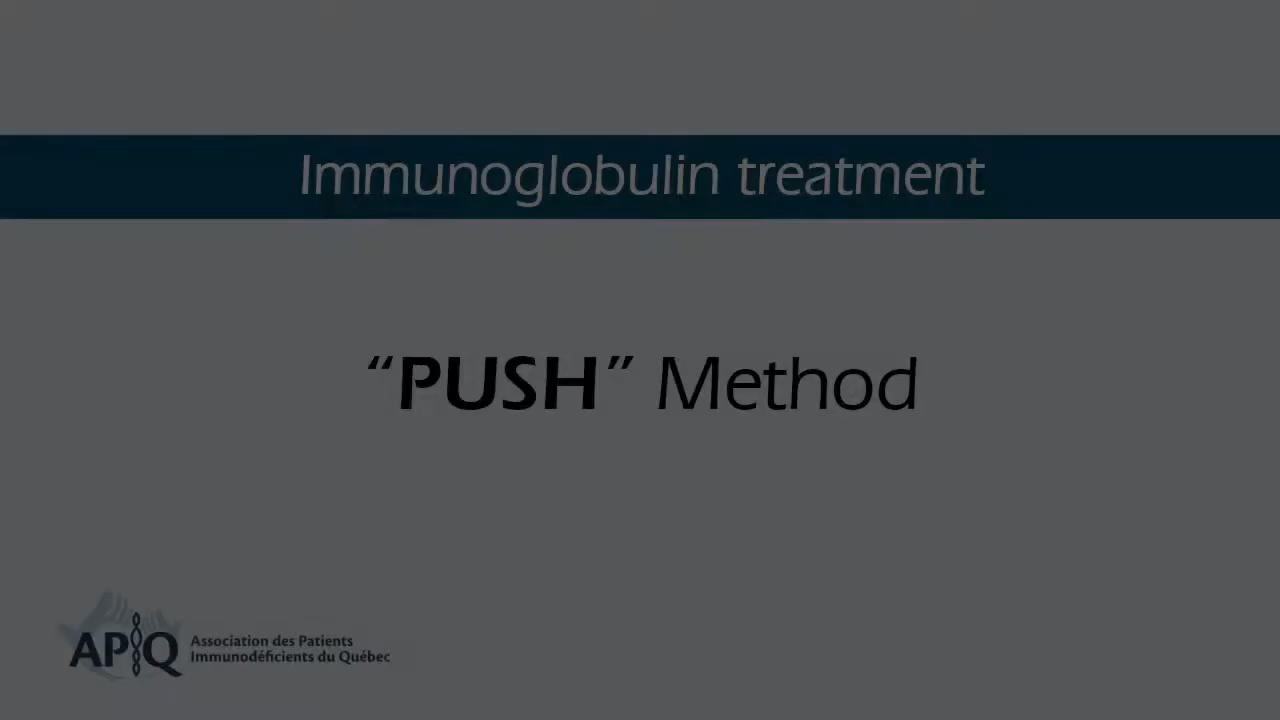 Immunoglobulin treatment
“PUSH” Method
APIQ
Association des Patients
Immunodéficients du Québec